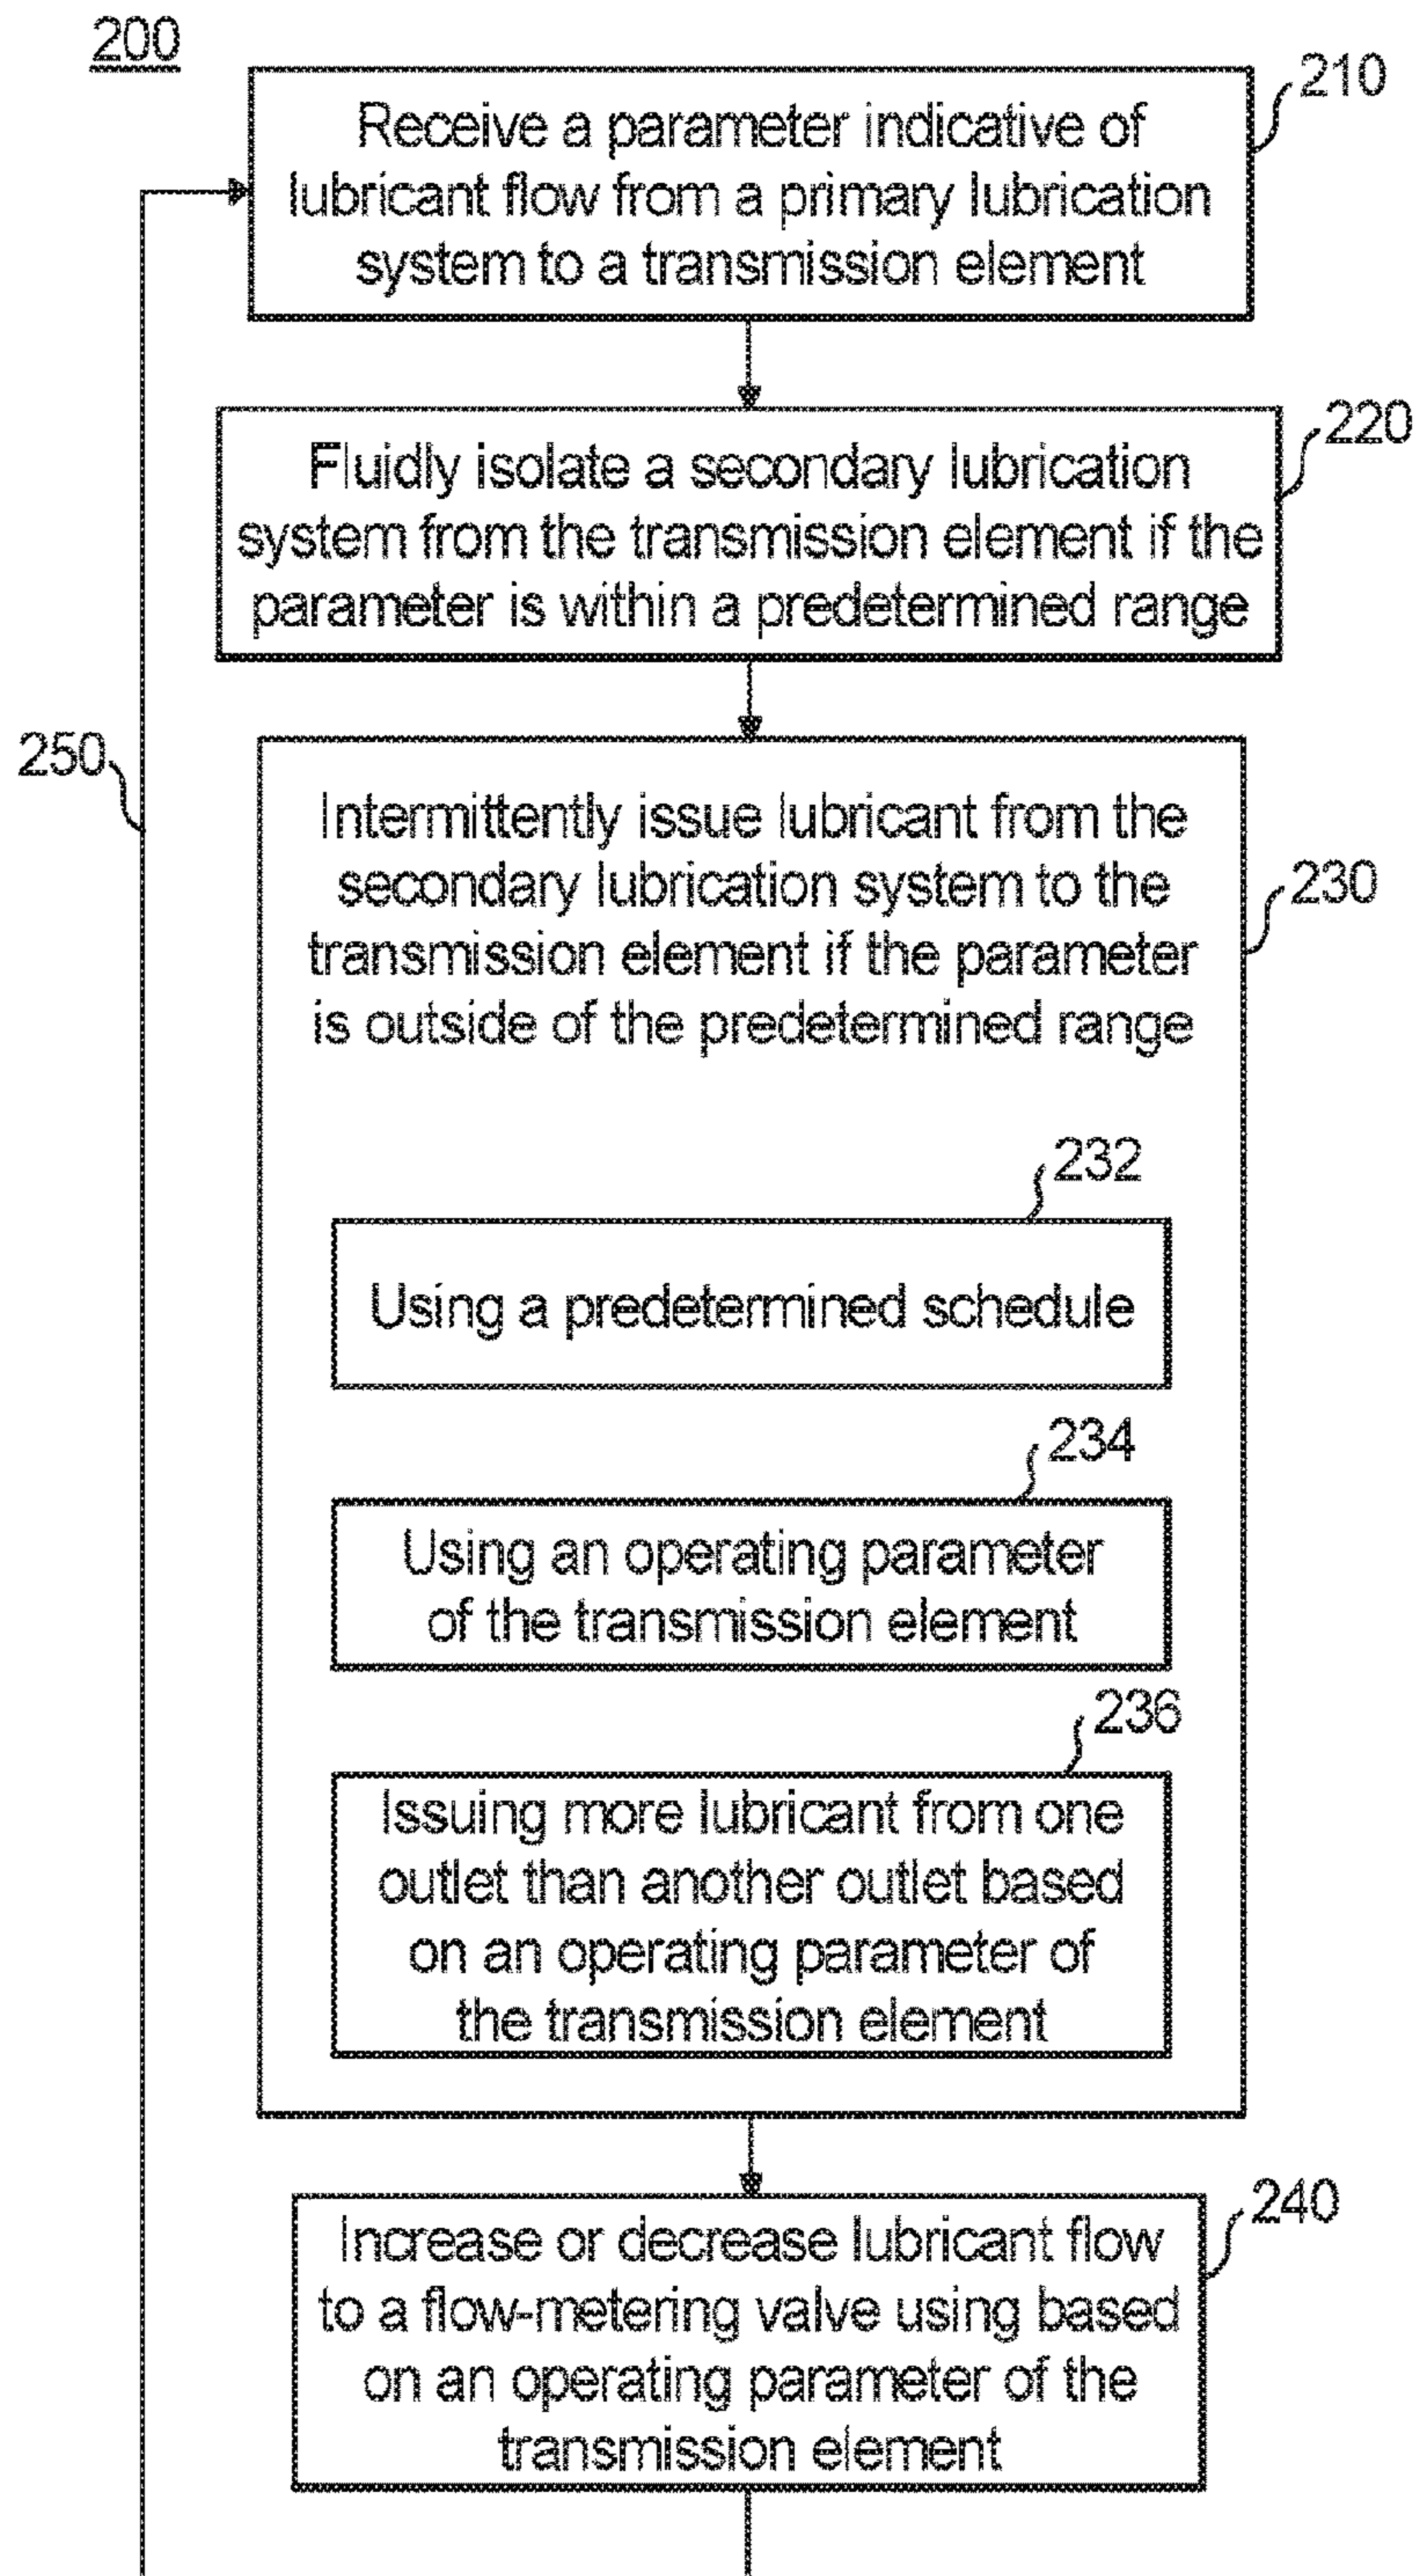 200
210
Receive a parameter indicative of
lubricant flow from a primary lubrication
system to a transmission element
220
Fluidly isolate a secondary lubrication
system from the transmission element if the
parameter is within a predetermined range
250
Intermittently issue lubricant from the
secondary lubrication system to the
transmission element if the parameter
is outside of the predetermined range
230
232
Using a predetermined schedule
234
Using an operating parameter
of the transmission element
236
Issuing more lubricant from one
outlet than another outlet based
on an operating parameter of
the transmission element
240
Increase or decrease lubricant flow
to a flow-metering valve using based
on an operating parameter of the
transmission element